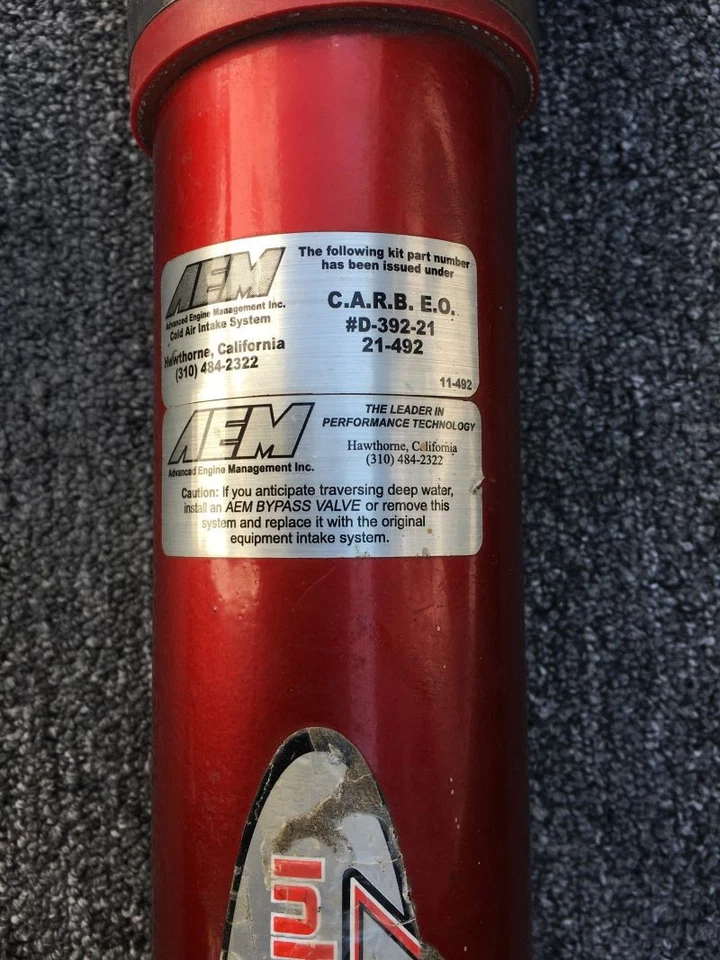 AEM
Advanced Engine Management Inc.
Cold Air Intake System
Hawthorne, California
(310) 484-2322
The following kit part number
has been issued under
C.A.R.B. E.O.
#D-392-21
21-492
11-492
AEM
Advanced Engine Management Inc.
THE LEADER IN
PERFORMANCE TECHNOLOGY
Hawthorne, California
(310) 484-2322
Caution: If you anticipate traversing deep water,
install an AEM BYPASS VALVE or remove this
system and replace it with the original
equipment intake system.